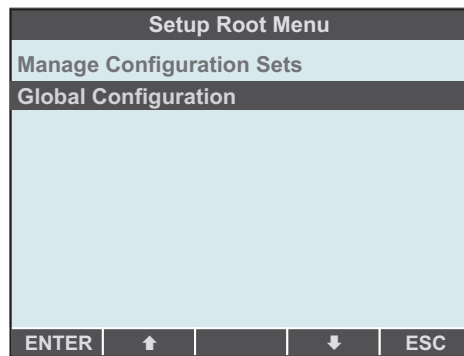 Setup Root Menu
Manage Configuration Sets
Global Configuration
ENTER ⬆ ⬇ ESC